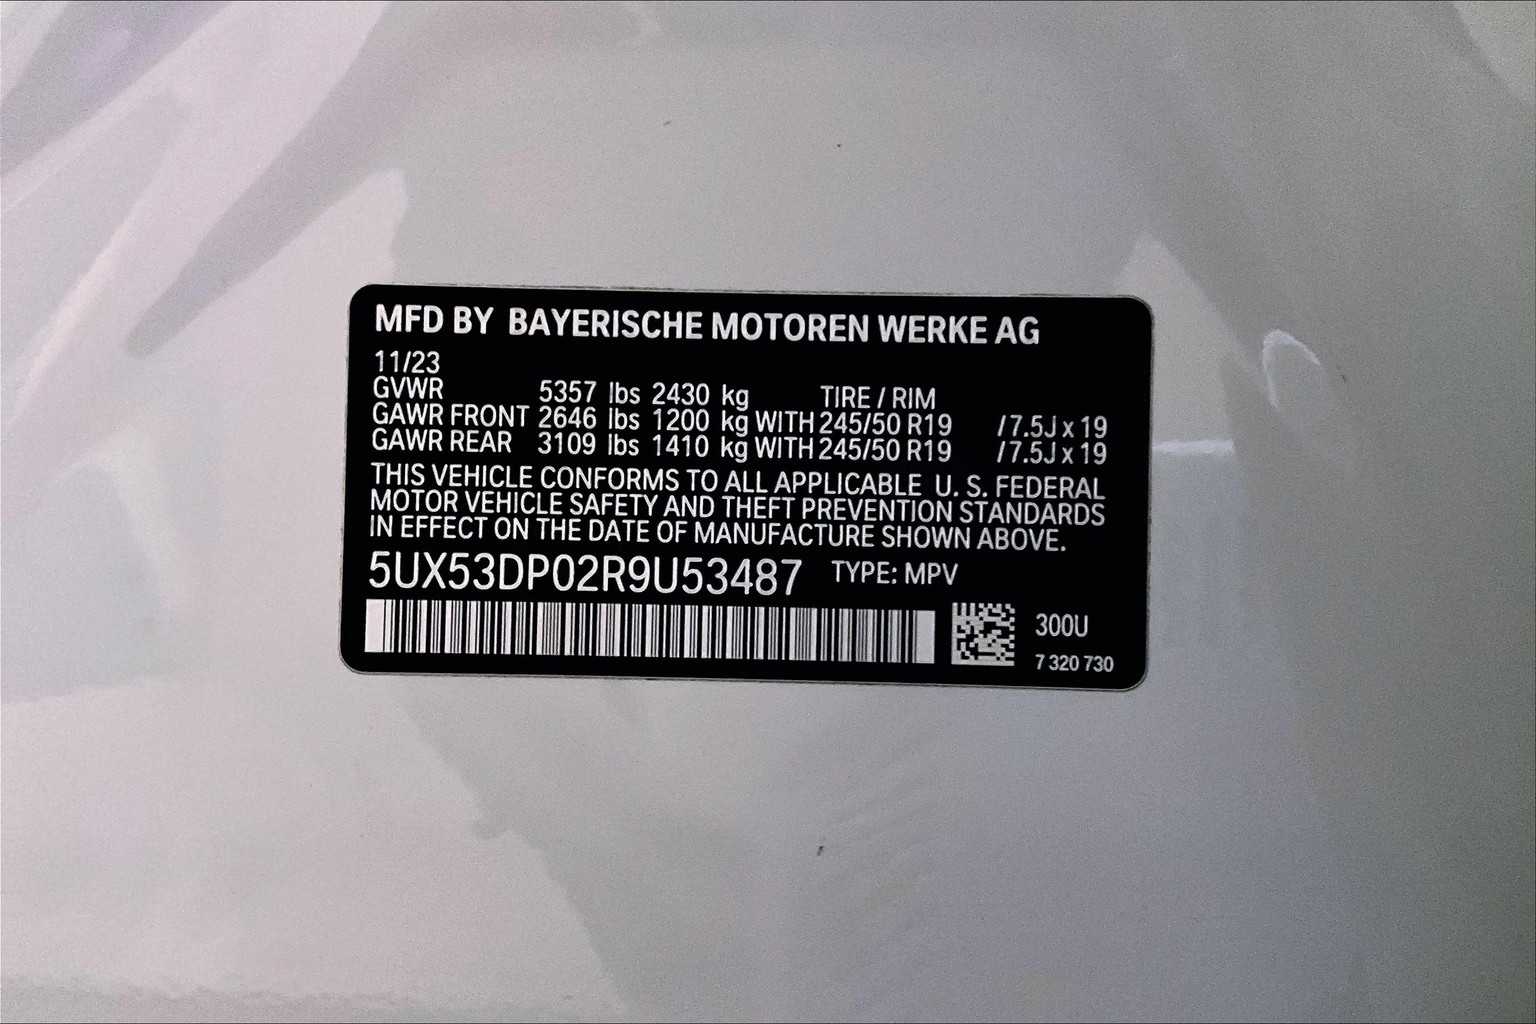 MFD BY BAYERISCHE MOTOREN WERKE AG
11/23
GVWR 5357 lbs 2430 kg TIRE / RIM
GAWR FRONT 2646 lbs 1200 kg WITH 245/50 R19 /7.5J x 19
GAWR REAR 3109 lbs 1410 kg WITH 245/50 R19 /7.5J x 19
THIS VEHICLE CONFORMS TO ALL APPLICABLE U. S. FEDERAL
MOTOR VEHICLE SAFETY AND THEFT PREVENTION STANDARDS
IN EFFECT ON THE DATE OF MANUFACTURE SHOWN ABOVE.
5UX53DP02R9U53487 TYPE: MPV
300U
7 320 730